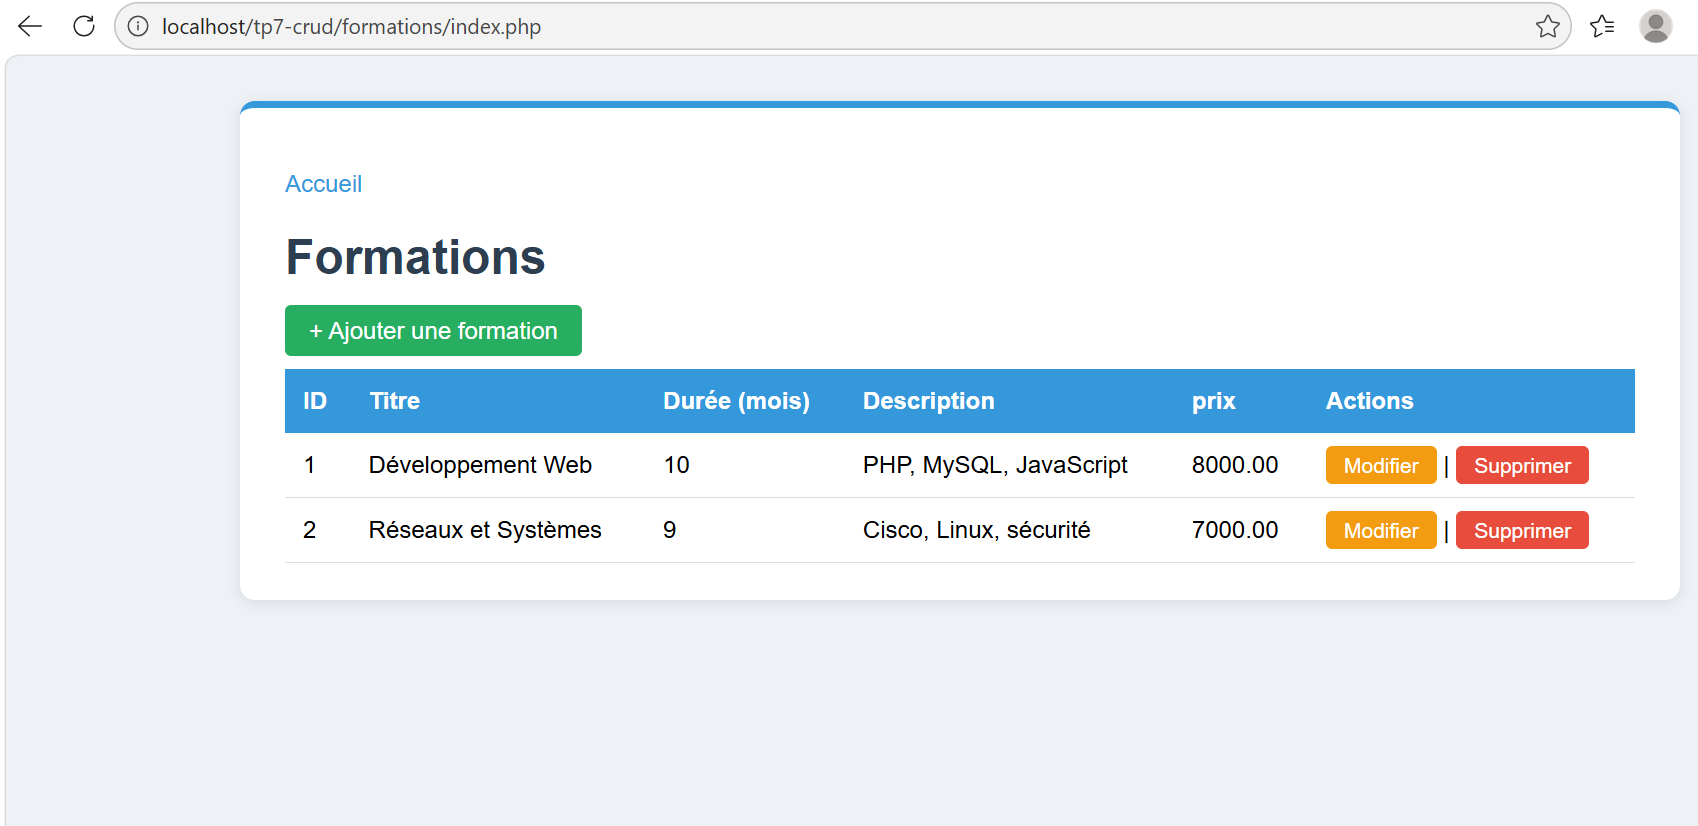 localhost/tp7-crud/formations/index.php
Accueil
Formations
+ Ajouter une formation
ID Titre Durée (mois) Description prix Actions
1 Développement Web 10 PHP, MySQL, JavaScript 8000.00 Modifier | Supprimer
2 Réseaux et Systèmes 9 Cisco, Linux, sécurité 7000.00 Modifier | Supprimer